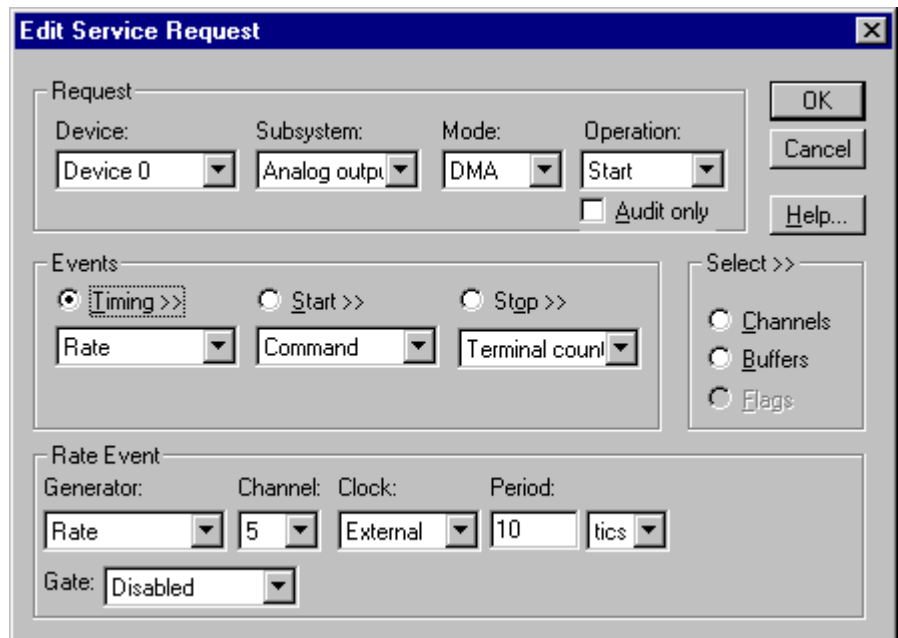 Edit Service Request
Request
Device: Subsystem: Mode: Operation:
Device 0 Analog outpu DMA Start
Audit only
OK
Cancel
Help...
Events
Timing >> Start >> Stop >>
Rate Command Terminal count
Select >>
Channels
Buffers
Flags
Rate Event
Generator: Channel: Clock: Period:
Rate 5 External 10 tics
Gate: Disabled